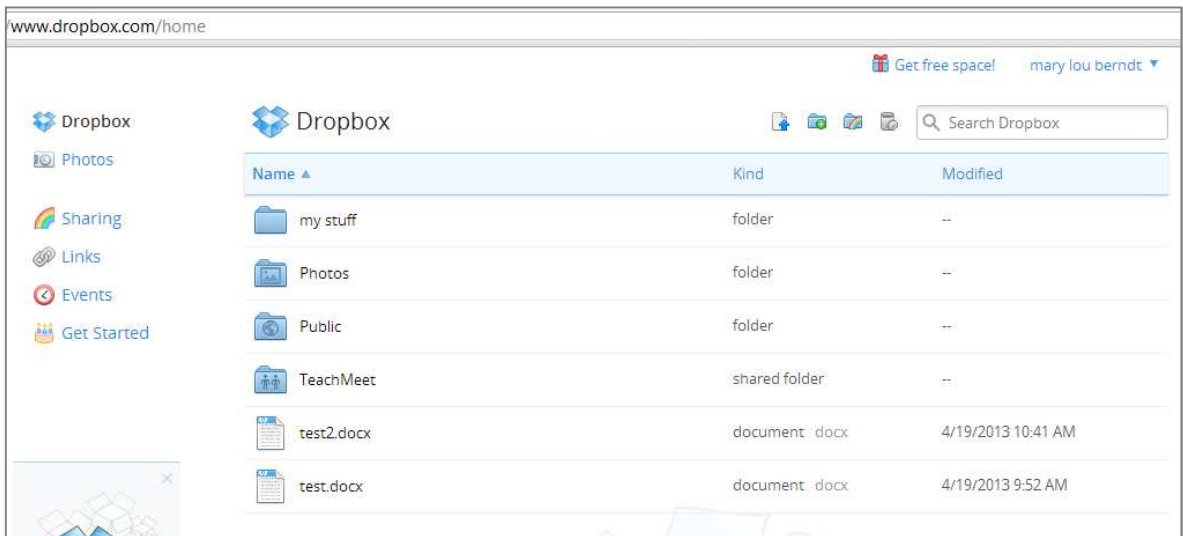 /www.dropbox.com/home
Get free space! mary lou berndt
Dropbox
Photos
Sharing
Links
Events
Get Started
Dropbox
Search Dropbox
Name Kind Modified
my stuff folder --
Photos folder --
Public folder --
TeachMeet shared folder --
test2.docx document docx 4/19/2013 10:41 AM
test.docx document docx 4/19/2013 9:52 AM